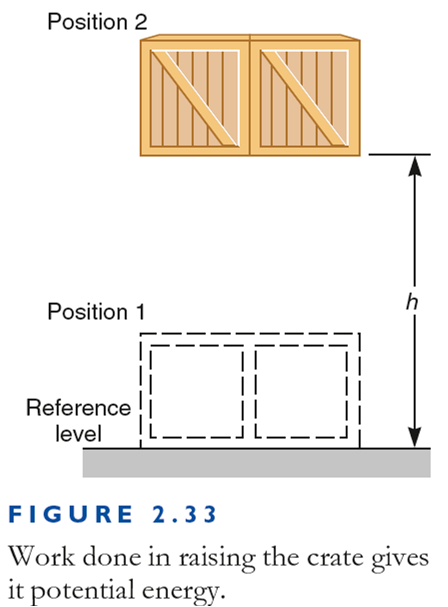 Position 2
h
Position 1
Reference
level
FIGURE 2.33
Work done in raising the crate gives
it potential energy.